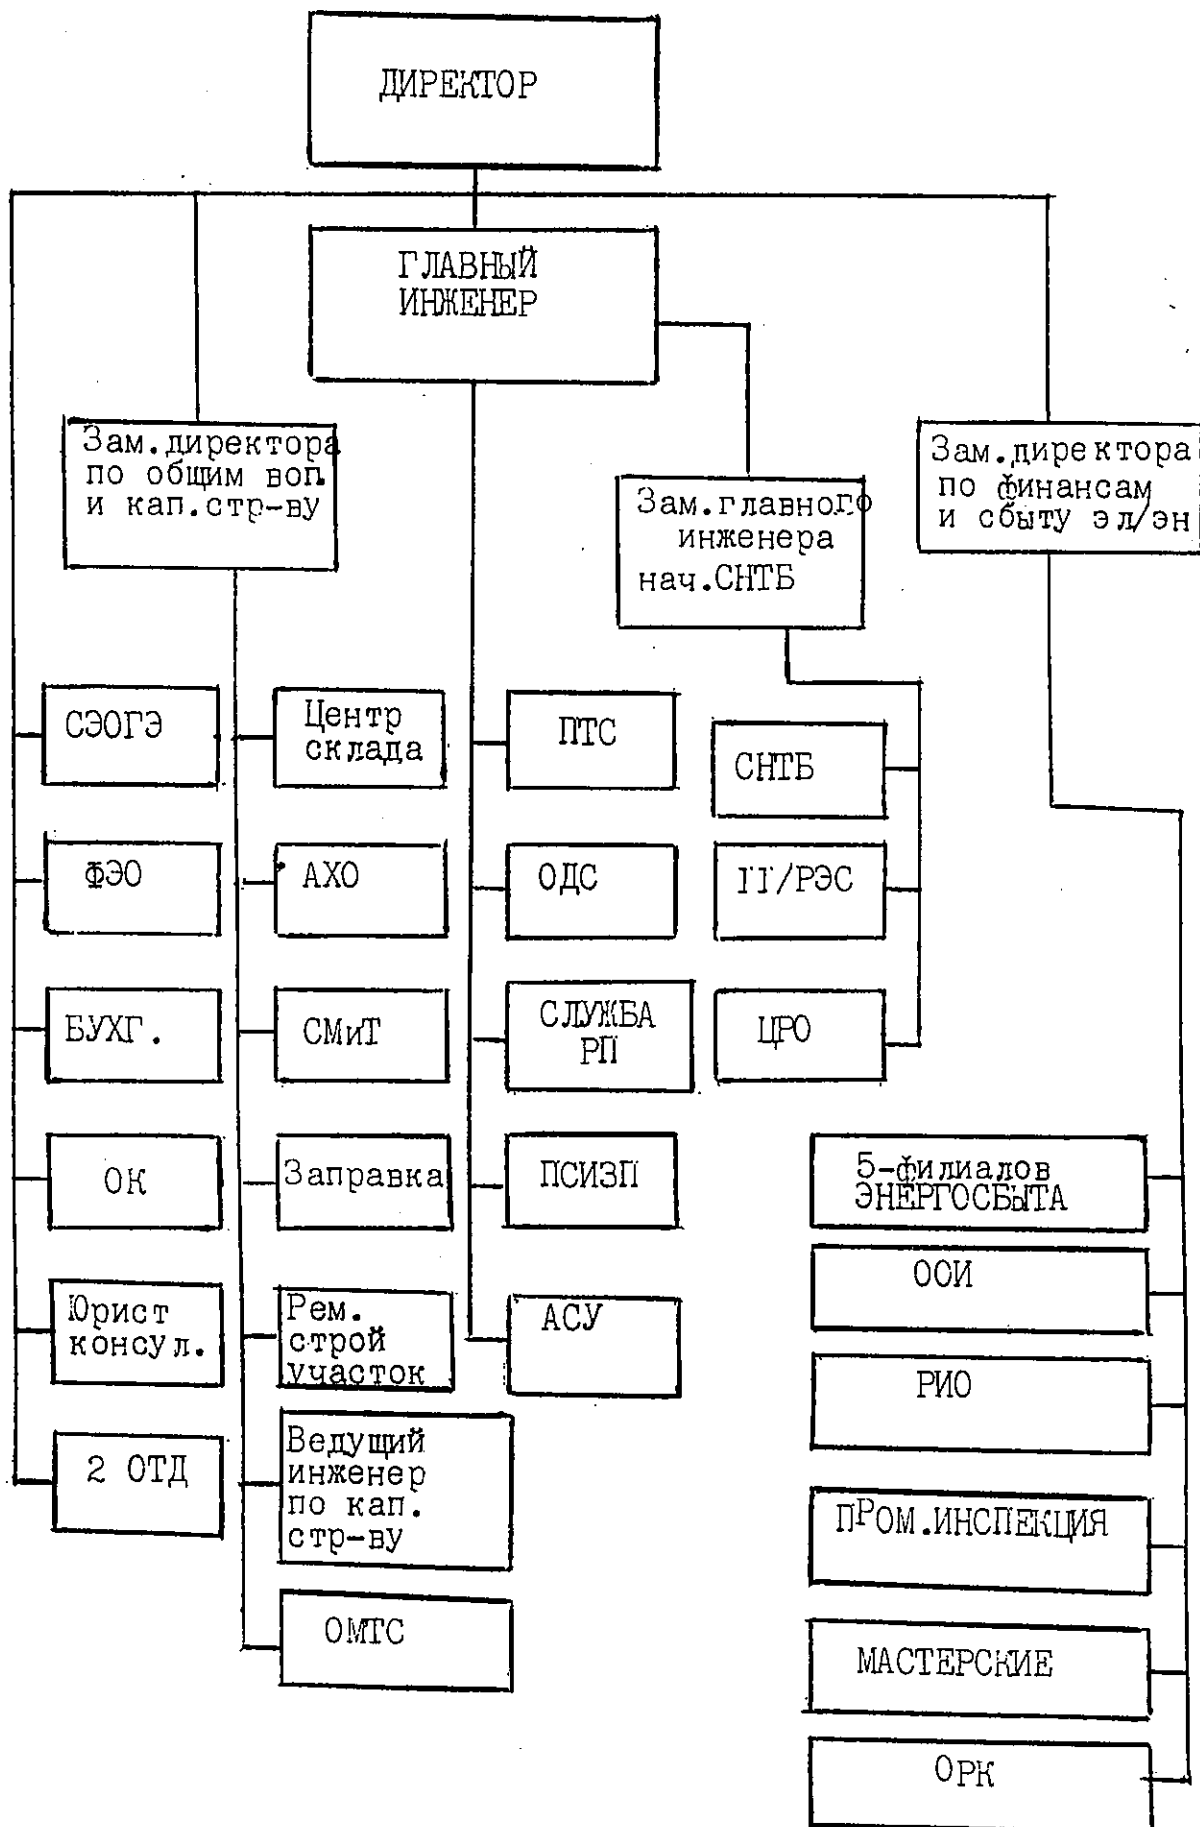 ДИРЕКТОР
ГЛАВНЫЙ
ИНЖЕНЕР
Зам.директора
по общим воп.
и кап.стр-ву
Зам.главного
инженера
нач.СНТБ
Зам.директора
по финансам
и сбыту эл/эн
СЭОГЭ
Центр
склада
ПТС
СНТБ
ФЭО
АХО
ОДС
ГГ/РЭС
БУХГ.
СМиТ
СЛУЖБА
РП
ЦРО
ОК
Заправка
ПСИЗП
5-филиалов
ЭНЕРГОСБЫТА
ООИ
Юрист
консул.
Рем.
строй
участок
АСУ
РИО
2 ОТД
Ведущий
инженер
по кап.
стр-ву
ПРОМ.ИНСПЕКЦИЯ
ОМТС
МАСТЕРСКИЕ
ОРК